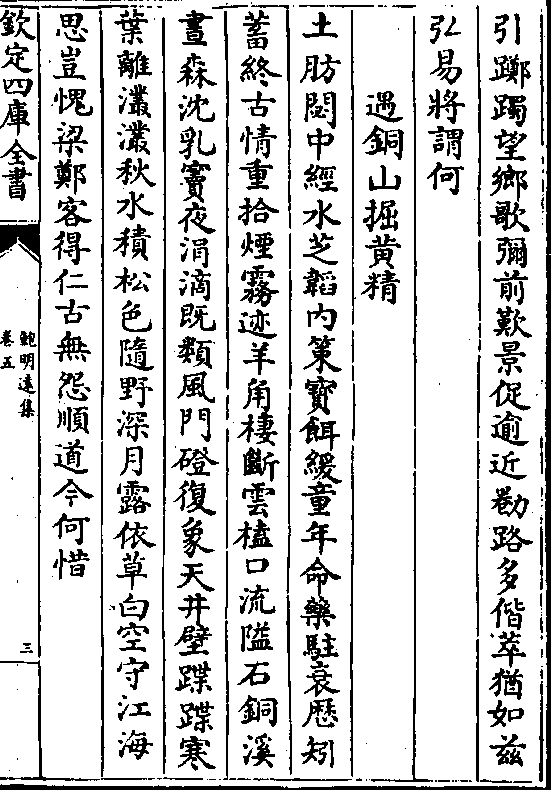 引躑躅望鄉歌彌前歎景促逾近勌路多偕萃猶如兹
弘易將謂何
遇銅山掘黄精
土肪閟中經水芝韜内策寳餌緩童年命藥駐衰歴矧
蓄終古情重拾煙霧迹羊角棲斷雲榼口流隘石銅溪
晝森沈乳竇夜涓滴既類風門磴復象天井壁蹀蹀寒
葉離灇灇秋水積松色隨野深月露依草白空守江海
思豈愧梁鄭客得仁古無怨順道今何惜
欽定四庫全書
鮑明遠集
卷五
三